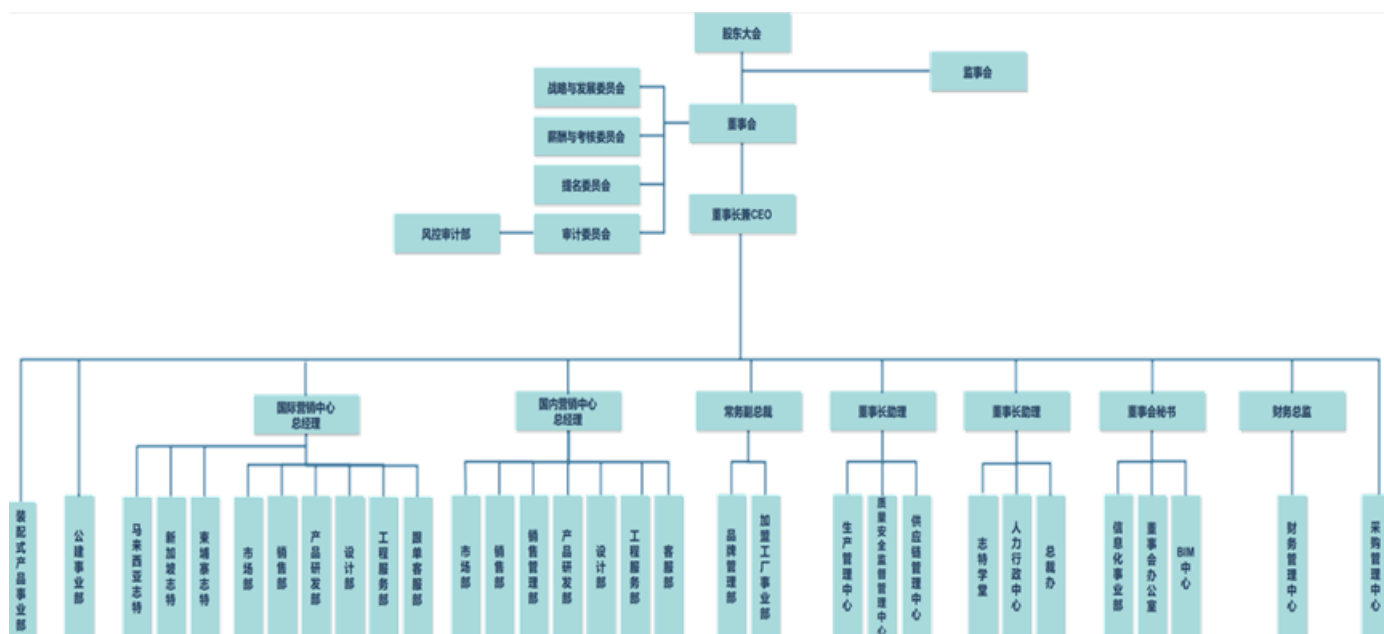 股东大会
监事会
战略与发展委员会
董事会
薪酬与考核委员会
提名委员会
董事长兼CEO
风控审计部
审计委员会
国际营销中心
总经理
国内营销中心
总经理
常务副总裁
董事长助理
董事长助理
董事会秘书
财务总监
装配式产品事业部
公建事业部
马来西亚志特
新加坡志特
柬埔寨志特
市场部
销售部
产品研发部
设计部
工程服务部
跟单客服部
市场部
销售部
销售管理部
产品研发部
设计部
工程服务部
客服部
品牌管理部
加盟工厂事业部
生产管理中心
质量安全监督管理中心
供应链管理中心
志特学堂
人力行政中心
总裁办
信息化事业部
董事会办公室
BIM中心
财务管理中心
采购管理中心